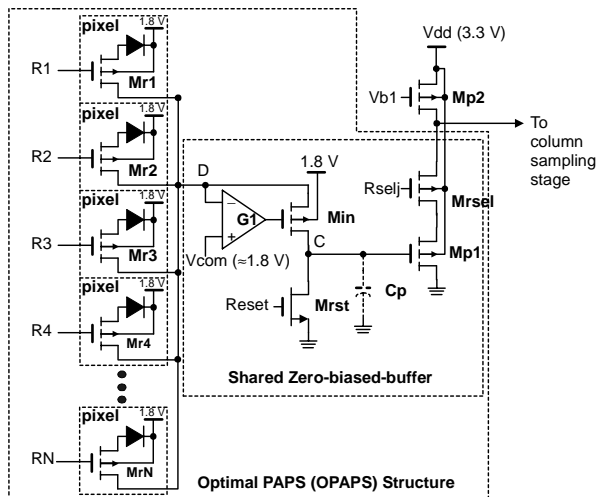 pixel
1.8 V
R1
Mr1
pixel
1.8 V
R2
Mr2
pixel
1.8 V
R3
Mr3
pixel
1.8 V
R4
Mr4
pixel
1.8 V
RN
MrN
D
−
G1
+
Vcom (≈1.8 V)
1.8 V
Min
C
Reset
Mrst
Cp
Shared Zero-biased-buffer
Vdd (3.3 V)
Vb1
Mp2
To
column
sampling
stage
Rselj
Mrsel
Mp1
Optimal PAPS (OPAPS) Structure